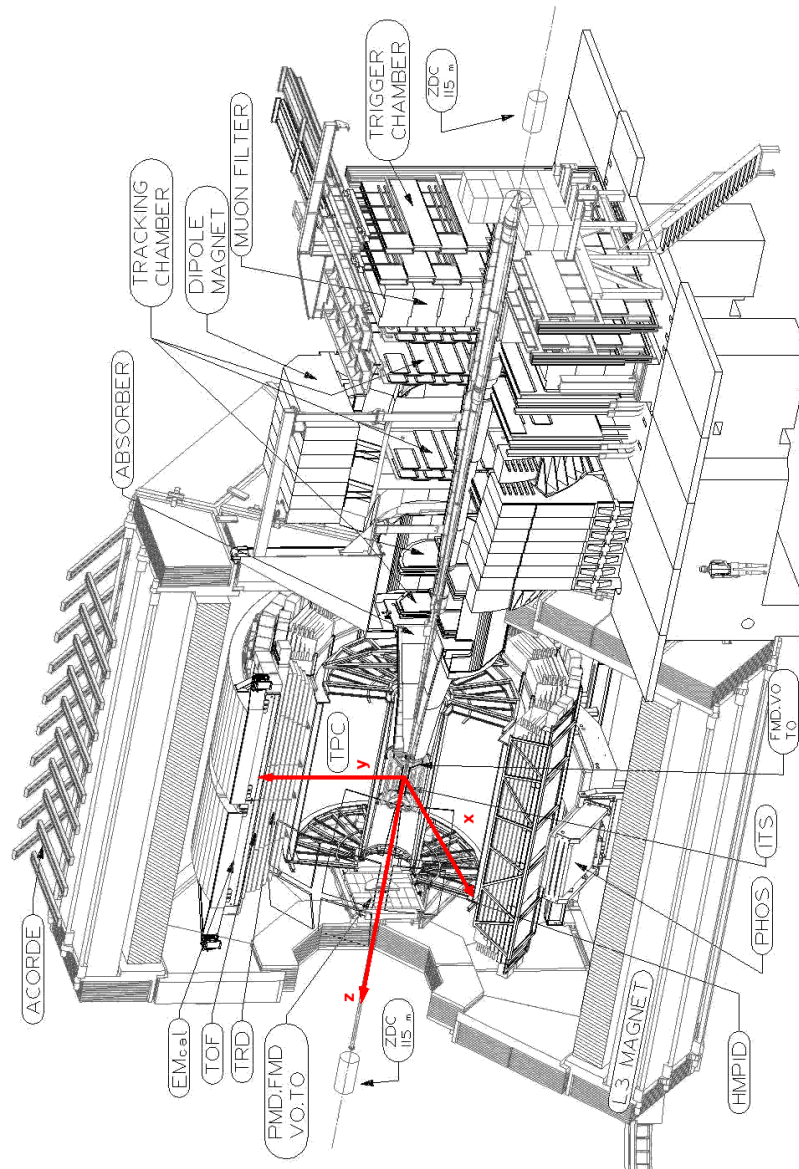 TRACKING
CHAMBER
DIPOLE
MAGNET
MUON FILTER
TRIGGER
CHAMBER
ZDC
115 m
ABSORBER
ACORDE
EMcal
TOF
TRD
PMD.FMD
V0.T0
ZDC
115 m
TPC
y
x
z
FMD.V0
T0
ITS
PHOS
L3 MAGNET
HMPID